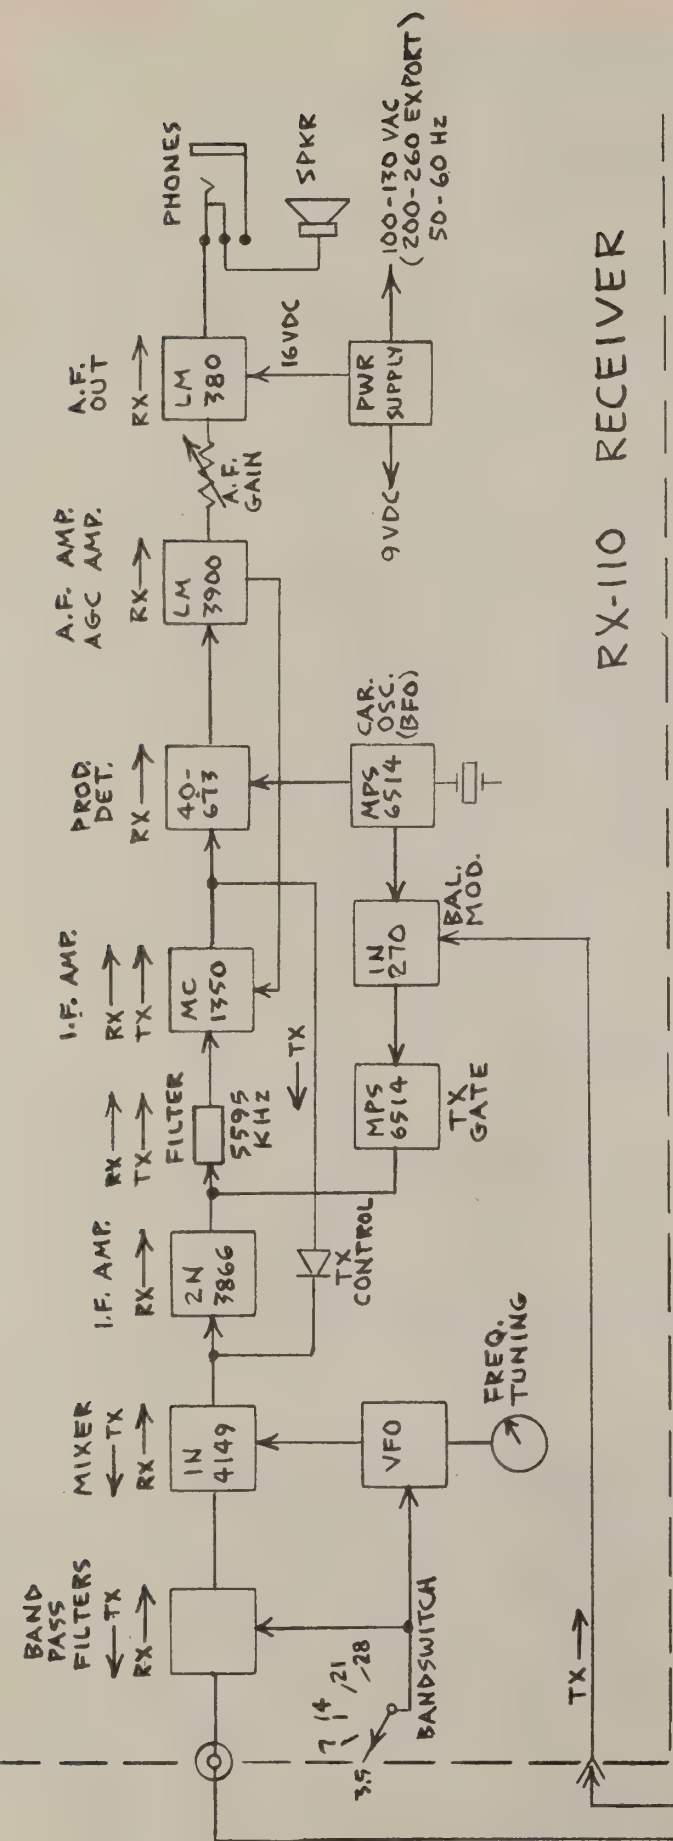 BAND
PASS
FILTERS
← TX
RX →
MIXER
← TX
RX →
I.F. AMP.
RX →
RX →
TX →
I.F. AMP.
RX →
TX →
PROD.
DET.
RX →
A.F. AMP.
AGC AMP.
RX →
A.F.
OUT
RX →
PHONES
IN
4149
2N
3866
FILTER
5595
KHZ
MC
1350
40-
673
LM
3900
A.F.
GAIN
LM
380
SPKR
7 14
21
28
3.5
BANDSWITCH
VFO
FREQ.
TUNING
TX
CONTROL
← TX
MPS
6514
TX
GATE
IN
270
BAL.
MOD.
MPS
6514
CAR.
OSC.
(BFO)
9VDC
PWR
SUPPLY
16VDC
100-130 VAC
(200-260 EXPORT)
50-60 Hz
TX →
RX-110 RECEIVER